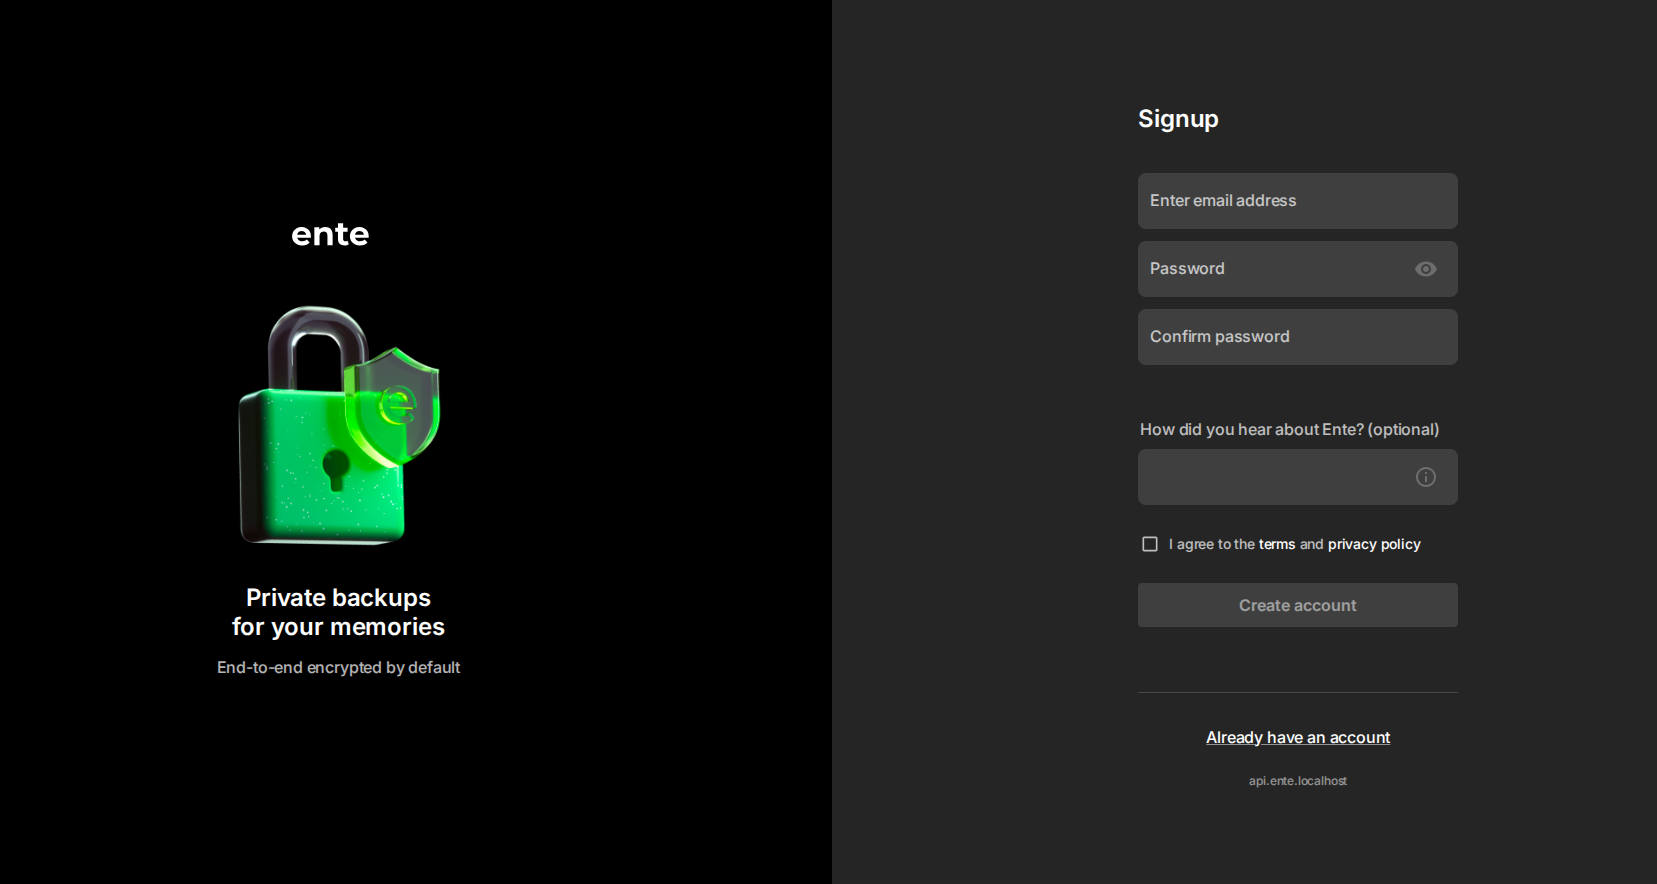 ente
Private backups
for your memories
End-to-end encrypted by default
Signup
Enter email address
Password
Confirm password
How did you hear about Ente? (optional)
I agree to the terms and privacy policy
Create account
Already have an account
api.ente.localhost